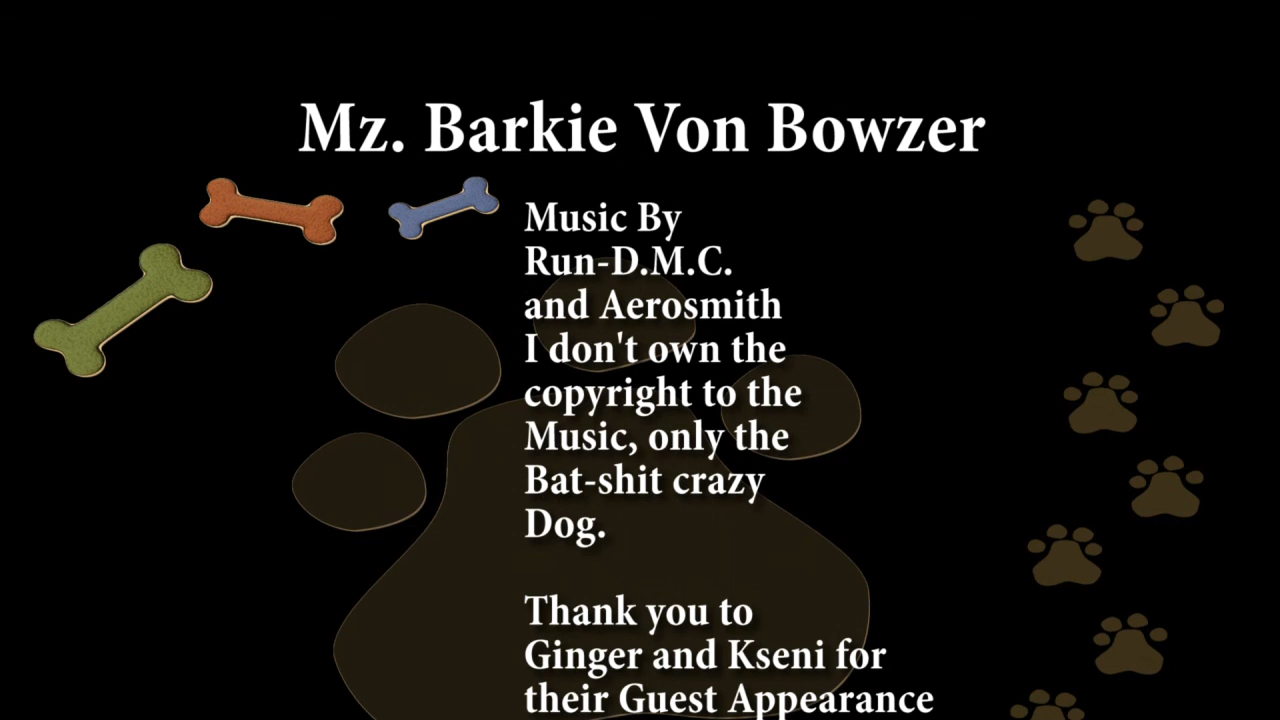 Mz. Barkie Von Bowzer
Music By
Run-D.M.C.
and Aerosmith
I don't own the
copyright to the
Music, only the
Bat-shit crazy
Dog.
Thank you to
Ginger and Kseni for
their Guest Appearance